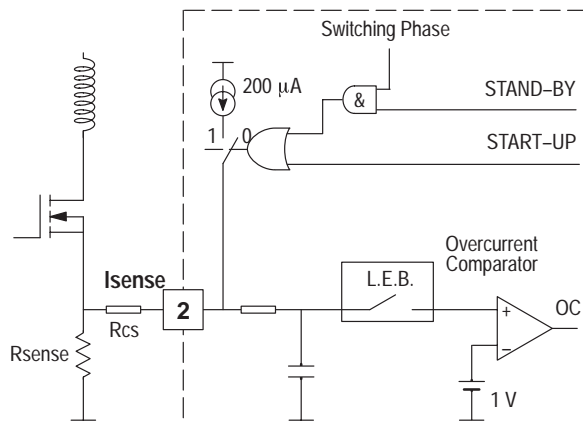 Switching Phase
200 μA
STAND–BY
&
1 0
START–UP
Overcurrent
Comparator
Isense
L.E.B.
2
+
OC
Rcs
Rsense
–
1 V